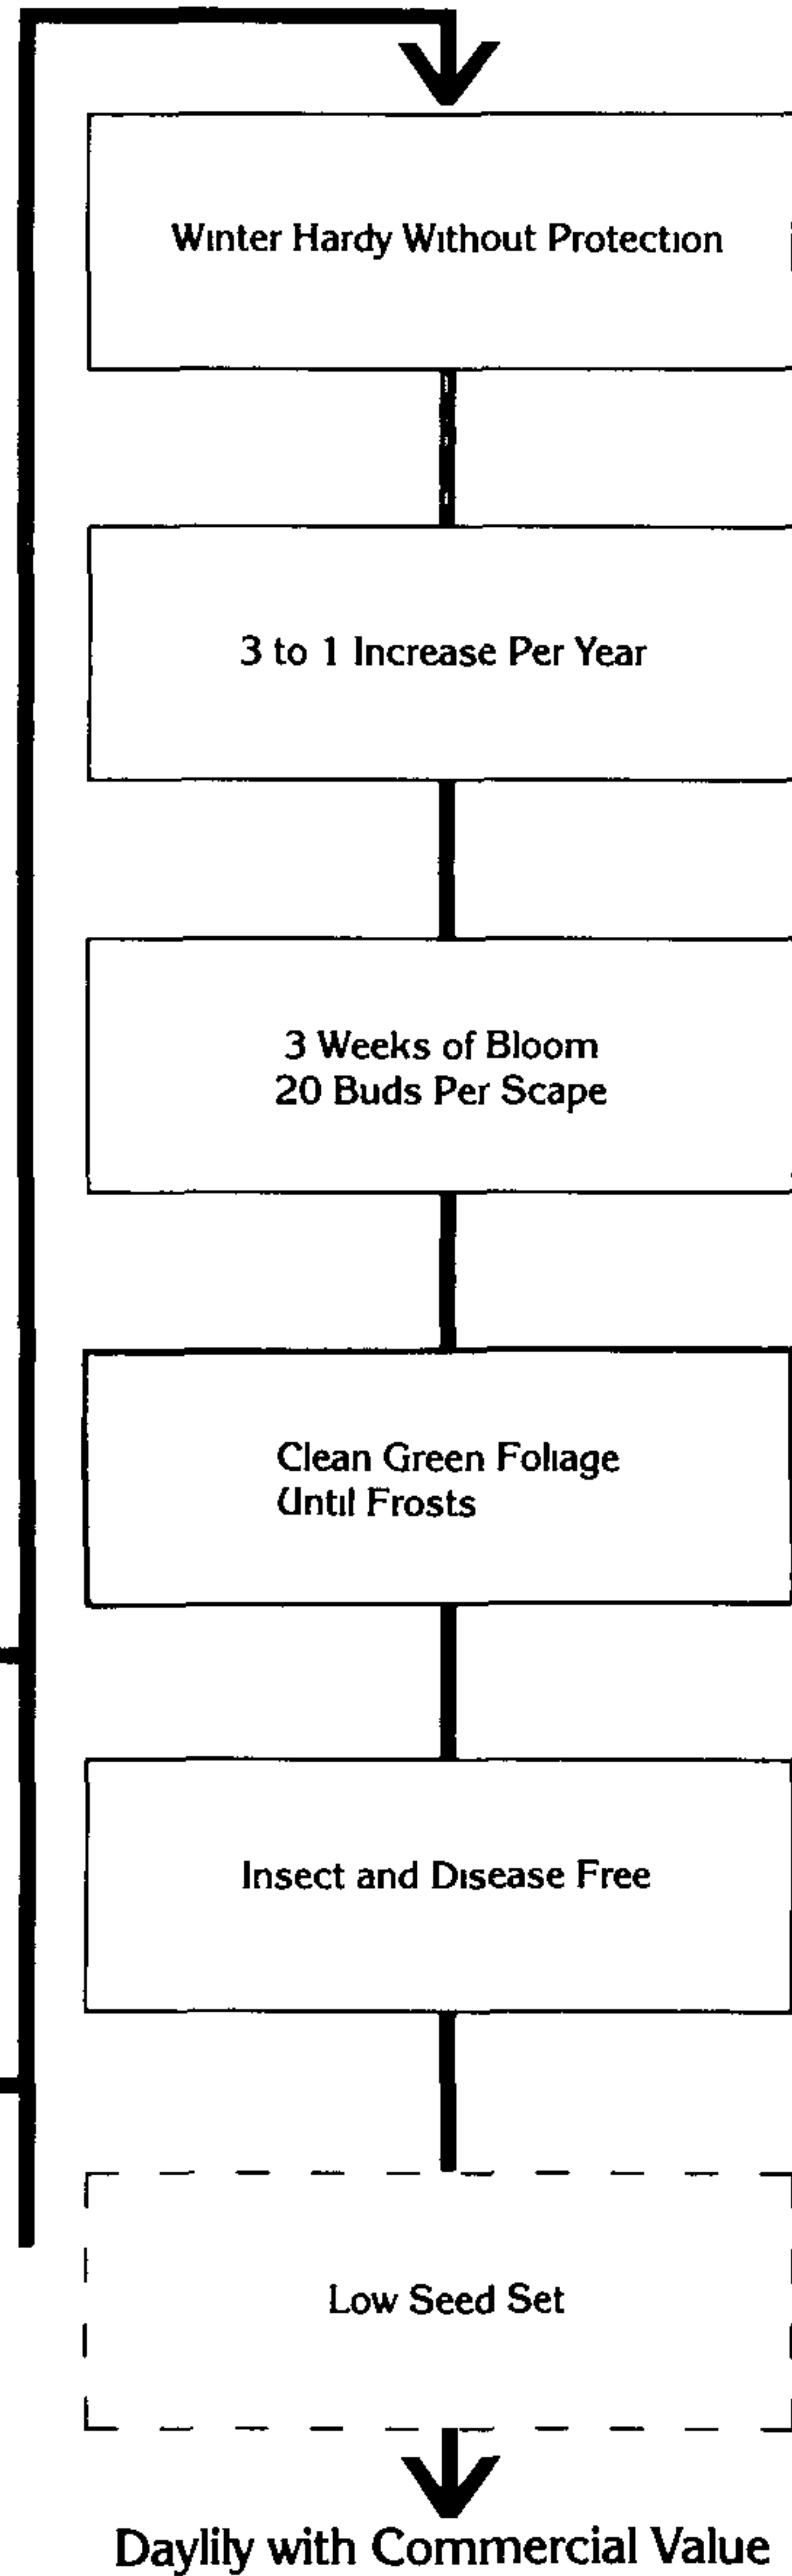 Winter Hardy Without Protection
3 to 1 Increase Per Year
3 Weeks of Bloom
20 Buds Per Scape
Clean Green Foliage
Until Frosts
Insect and Disease Free
Low Seed Set
Daylily with Commercial Value